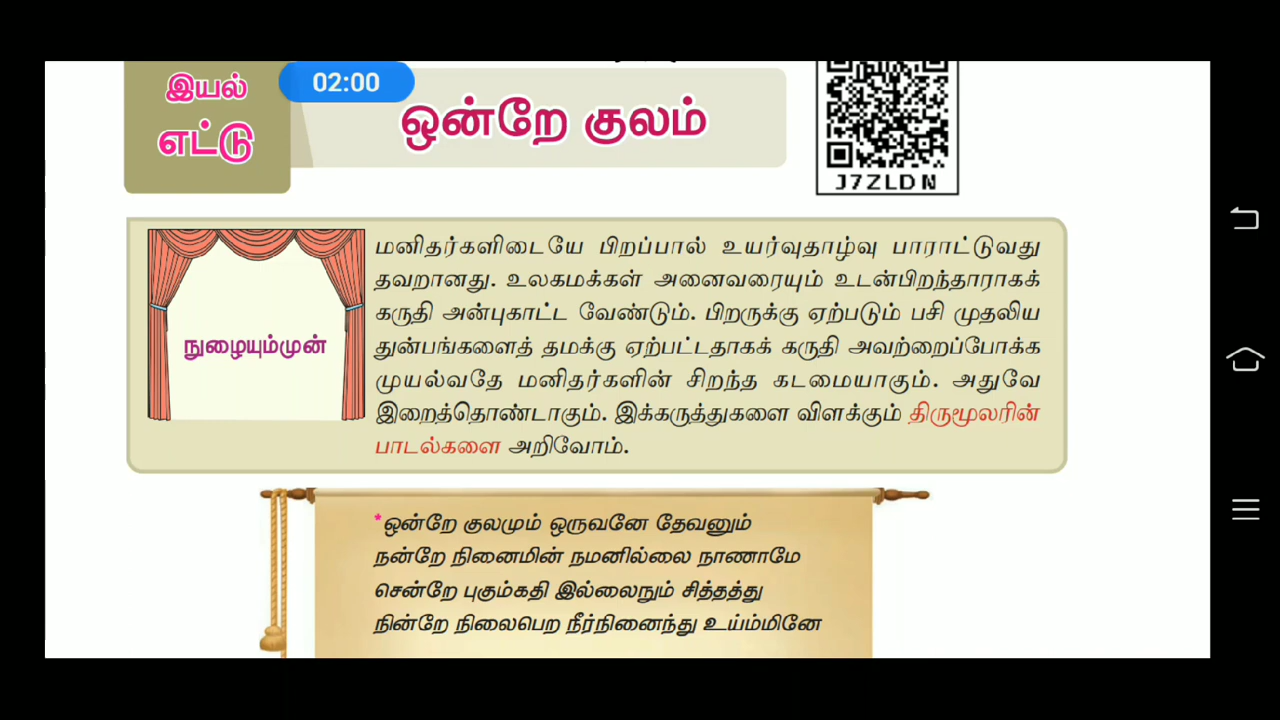 இயல்
எட்டு
02:00
ஒன்றே குலம்
J7ZLDN
நுழையும்முன்
மனிதர்களிடையே பிறப்பால் உயர்வுதாழ்வு பாராட்டுவது
தவறானது. உலகமக்கள் அனைவரையும் உடன்பிறந்தாராகக்
கருதி அன்புகாட்ட வேண்டும். பிறருக்கு ஏற்படும் பசி முதலிய
துன்பங்களைத் தமக்கு ஏற்பட்டதாகக் கருதி அவற்றைப்போக்க
முயல்வதே மனிதர்களின் சிறந்த கடமையாகும். அதுவே
இறைத்தொண்டாகும். இக்கருத்துகளை விளக்கும் திருமூலரின்
பாடல்களை அறிவோம்.
*ஒன்றே குலமும் ஒருவனே தேவனும்
நன்றே நினைமின் நமனில்லை நாணாமே
சென்றே புகும்கதி இல்லைநும் சித்தத்து
நின்றே நிலைபெற நீர்நினைந்து உய்ம்மினே